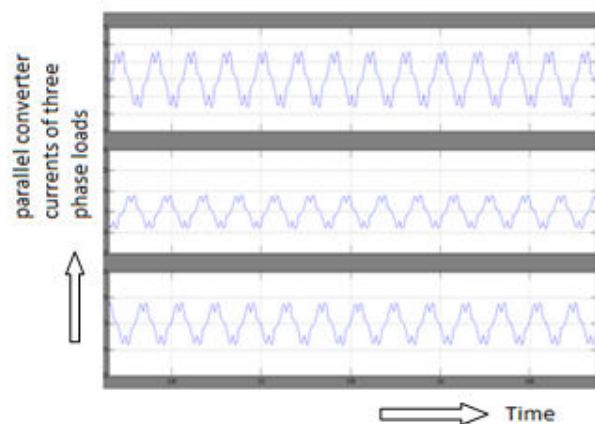 parallel converter
currents of three
phase loads
Time